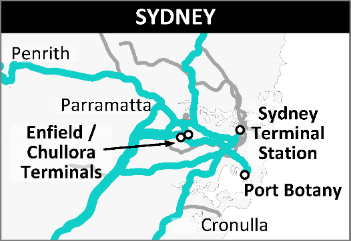 SYDNEY
Penrith
Parramatta
Enfield /
Chullora
Terminals
Sydney
Terminal
Station
Port Botany
Cronulla